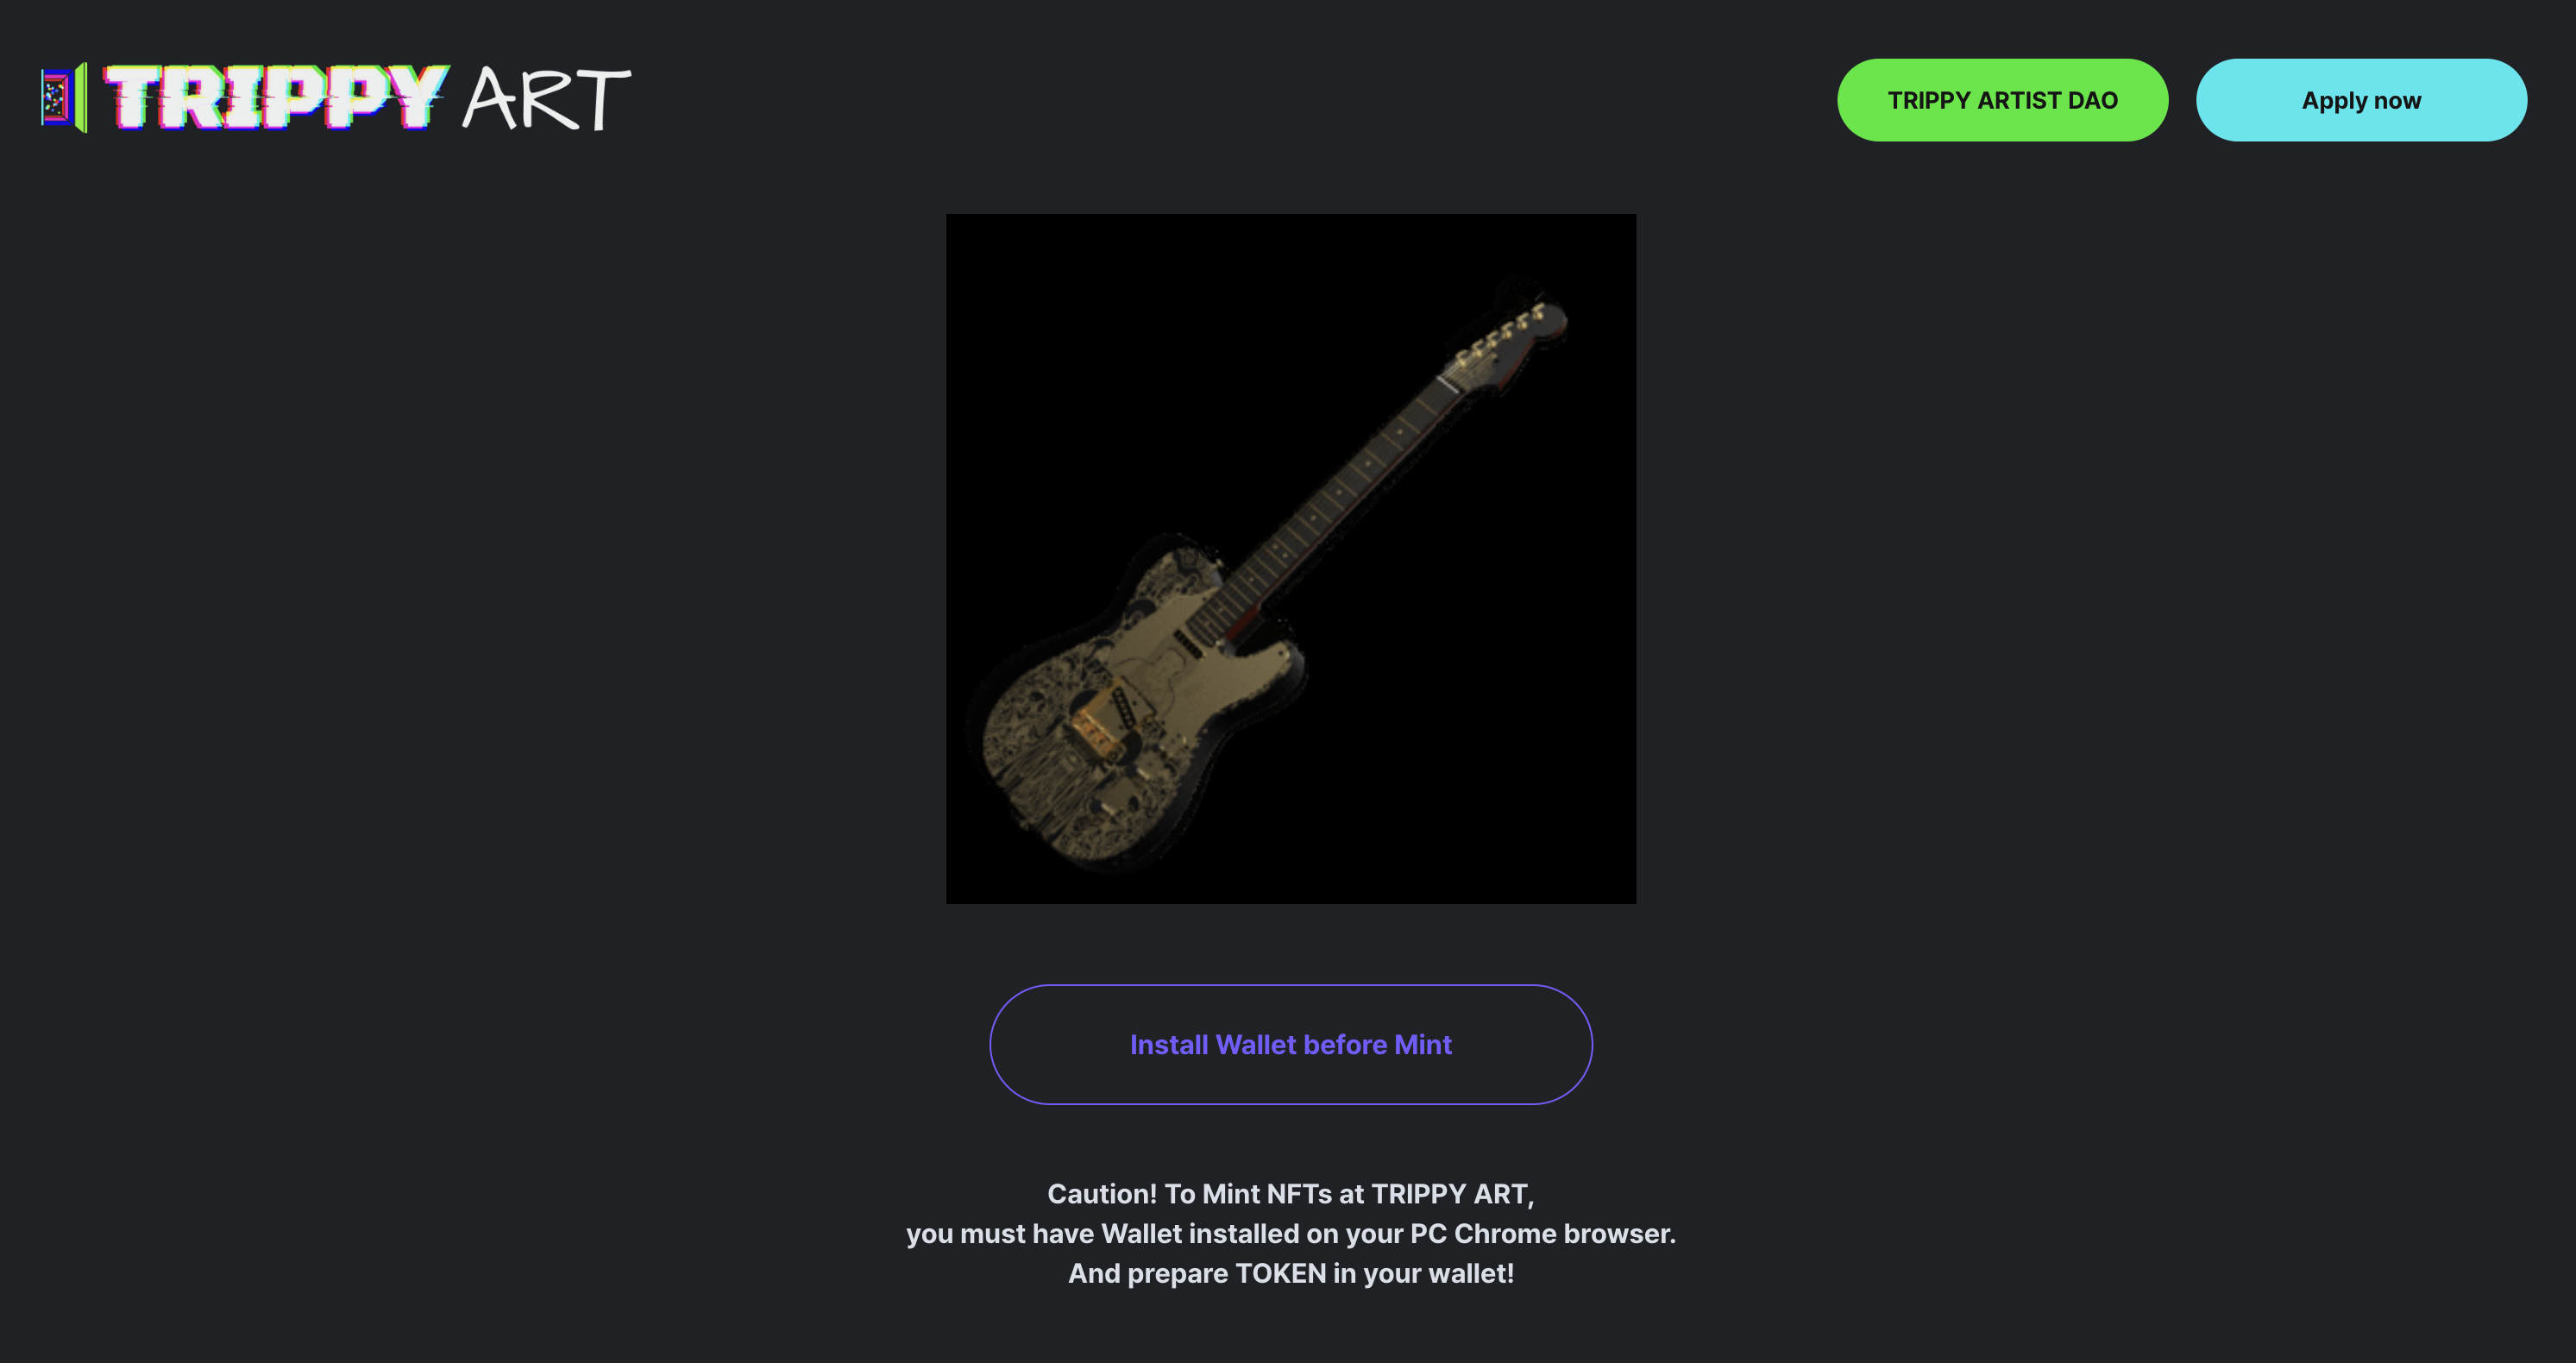 TRIPPY ART
TRIPPY ARTIST DAO
Apply now
Install Wallet before Mint
Caution! To Mint NFTs at TRIPPY ART,
you must have Wallet installed on your PC Chrome browser.
And prepare TOKEN in your wallet!